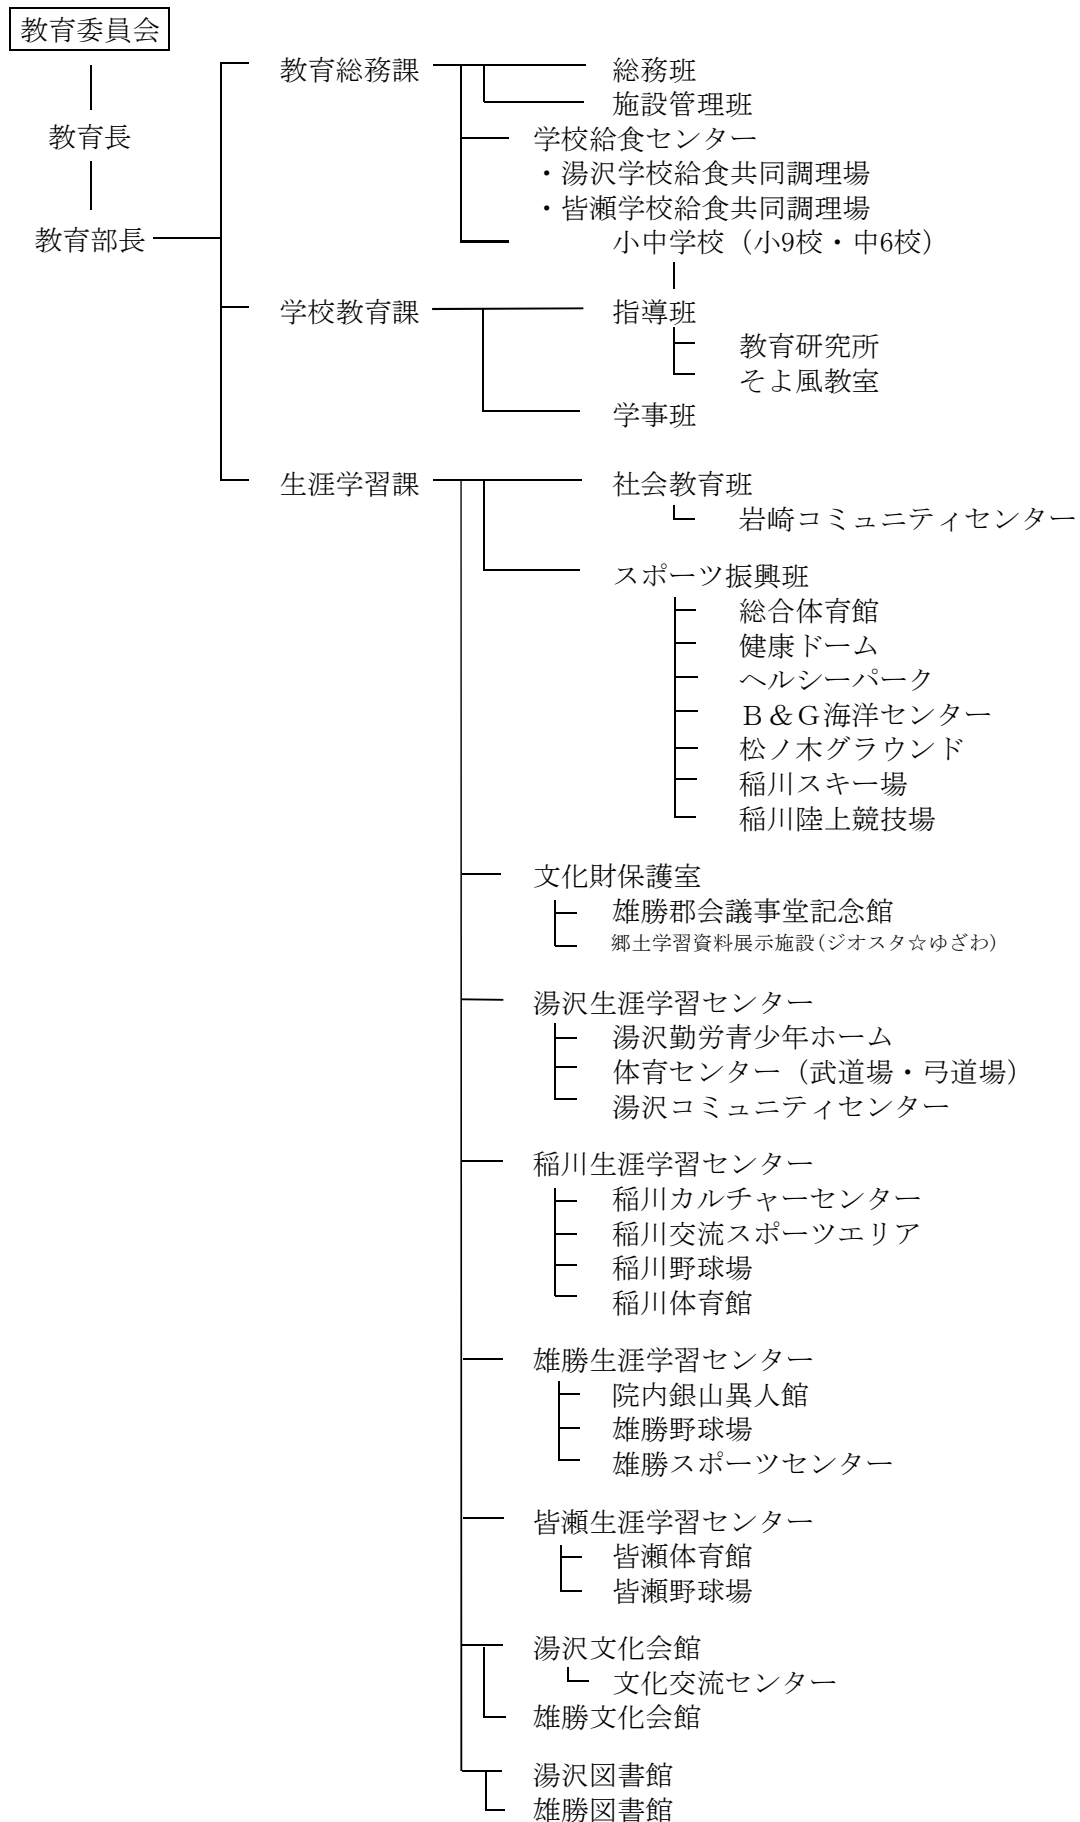 教育委員会
教育長
教育部長
教育総務課
総務班
施設管理班
学校給食センター
・湯沢学校給食共同調理場
・皆瀬学校給食共同調理場
小中学校（小9校・中6校）
学校教育課
指導班
教育研究所
そよ風教室
学事班
生涯学習課
社会教育班
岩崎コミュニティセンター
スポーツ振興班
総合体育館
健康ドーム
ヘルシーパーク
Ｂ＆Ｇ海洋センター
松ノ木グラウンド
稲川スキー場
稲川陸上競技場
文化財保護室
雄勝郡会議事堂記念館
郷土学習資料展示施設(ジオスタ☆ゆざわ)
湯沢生涯学習センター
湯沢勤労青少年ホーム
体育センター（武道場・弓道場）
湯沢コミュニティセンター
稲川生涯学習センター
稲川カルチャーセンター
稲川交流スポーツエリア
稲川野球場
稲川体育館
雄勝生涯学習センター
院内銀山異人館
雄勝野球場
雄勝スポーツセンター
皆瀬生涯学習センター
皆瀬体育館
皆瀬野球場
湯沢文化会館
文化交流センター
雄勝文化会館
湯沢図書館
雄勝図書館